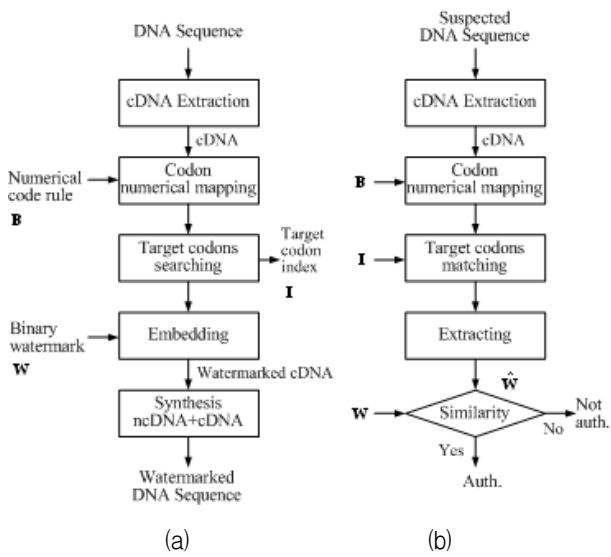 DNA Sequence
cDNA Extraction
cDNA
Numerical
code rule
B
Codon
numerical mapping
Target codons
searching
Target
codon
index
I
Binary
watermark
W
Embedding
Watermarked cDNA
Synthesis
ncDNA+cDNA
Watermarked
DNA Sequence
(a)
Suspected
DNA Sequence
cDNA Extraction
cDNA
B
Codon
numerical mapping
I
Target codons
matching
Extracting
Ŵ
W
Similarity
No
Not
auth.
Yes
Auth.
(b)